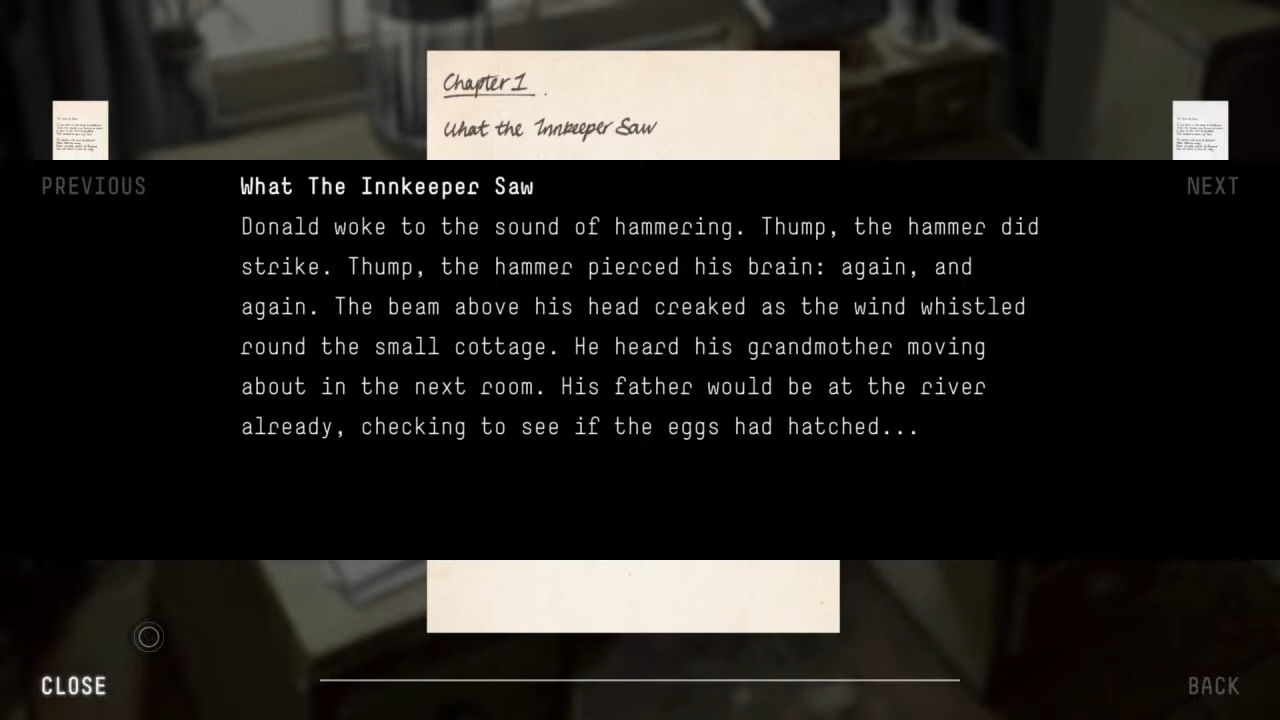 Chapter 1
What the Innkeeper Saw
PREVIOUS
NEXT
What The Innkeeper Saw
Donald woke to the sound of hammering. Thump, the hammer did
strike. Thump, the hammer pierced his brain: again, and
again. The beam above his head creaked as the wind whistled
round the small cottage. He heard his grandmother moving
about in the next room. His father would be at the river
already, checking to see if the eggs had hatched...
CLOSE
BACK